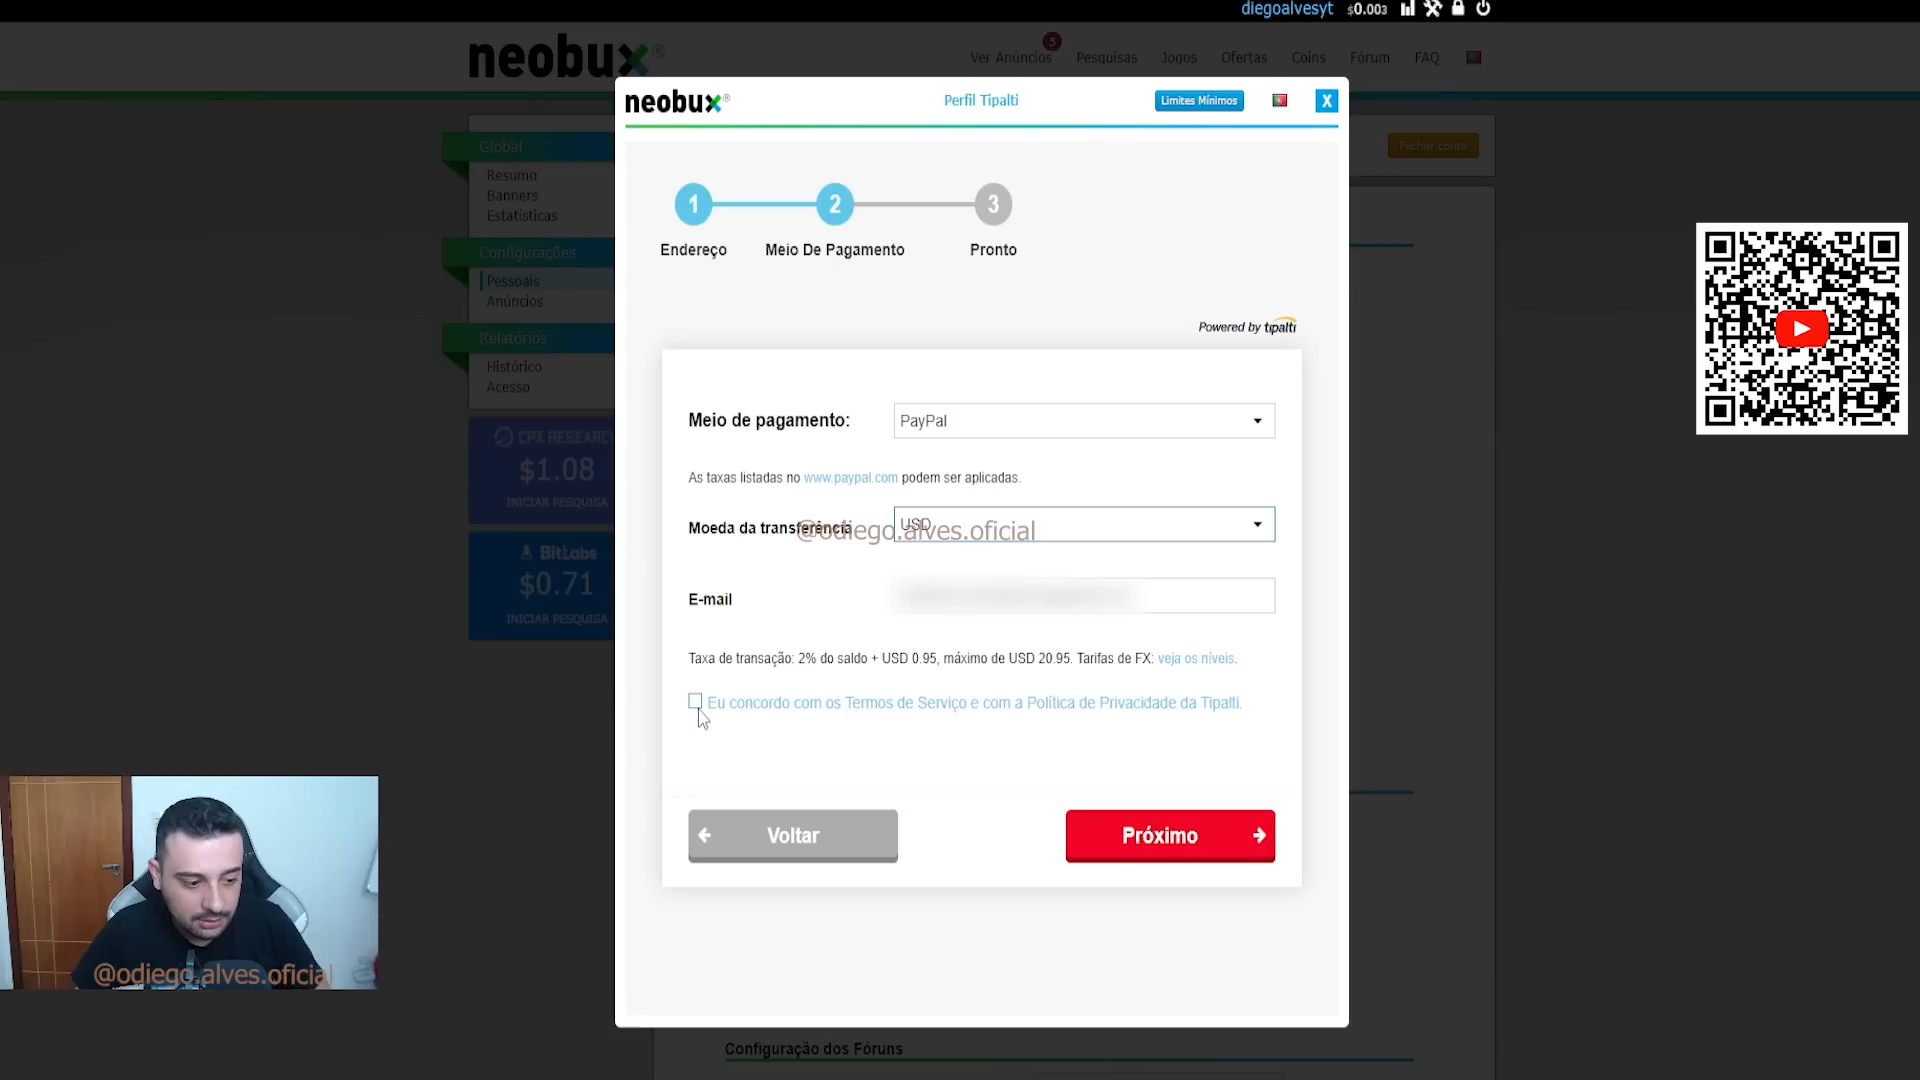 diegoalvesyt $0.003
neobux®
Ver Anúncios 5 Pesquisas Jogos Ofertas Coins Fórum FAQ
neobux® Perfil Tipalti Limites Mínimos X
Global
Resumo
Banners
Estatísticas
Configurações
Pessoais
Anúncios
Relatórios
Histórico
Acesso
CPX RESEARCH
$1.08
INICIAR PESQUISA
BitLabs
$0.71
INICIAR PESQUISA
Fechar conta
1 2 3
Endereço Meio De Pagamento Pronto
Powered by tipalti
Meio de pagamento: PayPal
As taxas listadas no www.paypal.com podem ser aplicadas.
Moeda da transferência USD
@odiego.alves.oficial
E-mail
Taxa de transação: 2% do saldo + USD 0.95, máximo de USD 20.95. Tarifas de FX: veja os níveis.
Eu concordo com os Termos de Serviço e com a Política de Privacidade da Tipalti.
Voltar Próximo
@odiego.alves.oficial
Configuração dos Fóruns